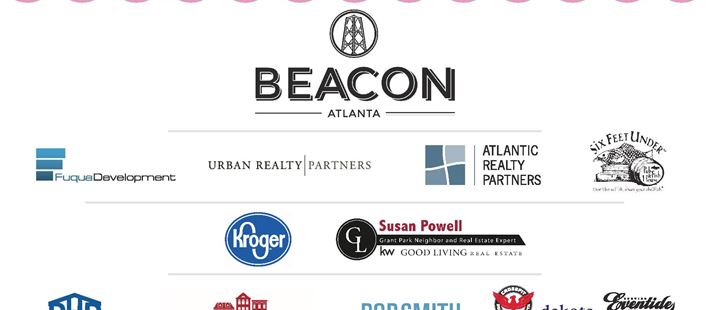 BEACON
ATLANTA
FuquaDevelopment
URBAN REALTY PARTNERS
ATLANTIC
REALTY
PARTNERS
SIX FEET UNDER
Kroger
GL
Susan Powell
Grant Park Neighbor and Real Estate Expert
kw GOOD LIVING REAL ESTATE
Eventide